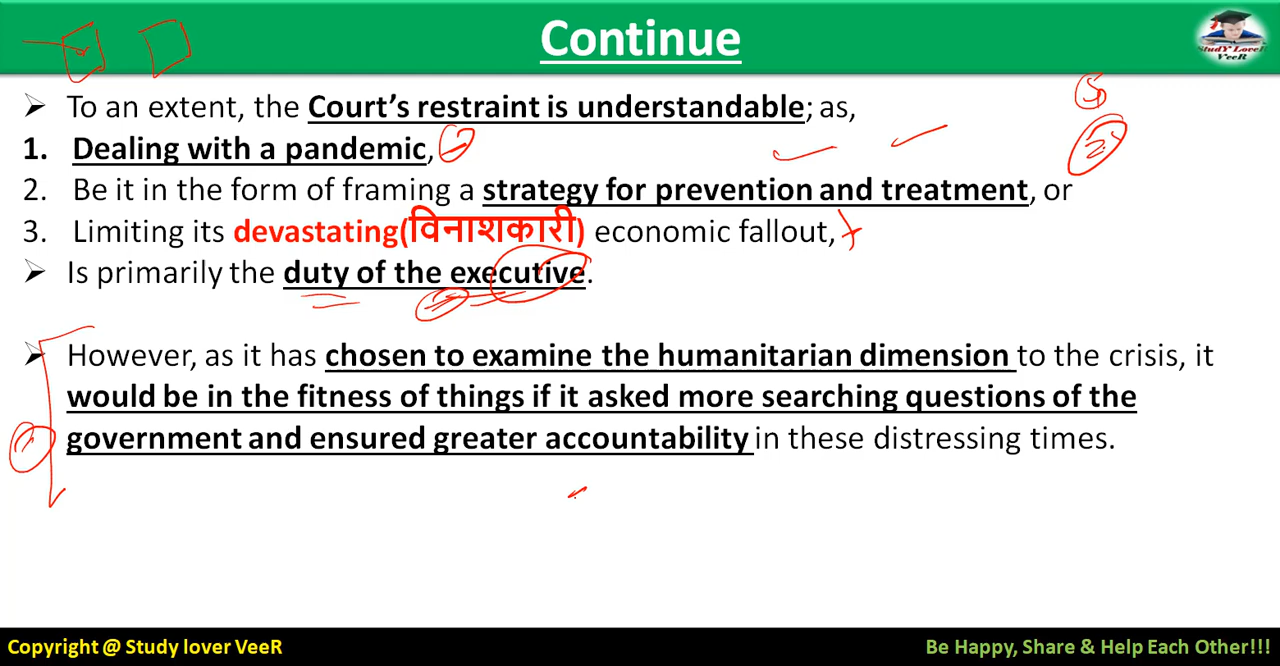 Continue
StudY LoveR
VeeR
➢ To an extent, the Court’s restraint is understandable; as,
1. Dealing with a pandemic,
2. Be it in the form of framing a strategy for prevention and treatment, or
3. Limiting its devastating(विनाशकारी) economic fallout,
➢ Is primarily the duty of the executive.
➢ However, as it has chosen to examine the humanitarian dimension to the crisis, it
would be in the fitness of things if it asked more searching questions of the
government and ensured greater accountability in these distressing times.
Copyright @ Study lover VeeR
Be Happy, Share & Help Each Other!!!